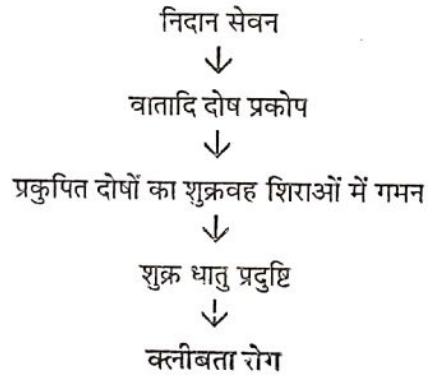 निदान सेवन
↓
वातादि दोष प्रकोप
↓
प्रकुपित दोषों का शुक्रवह शिराओं में गमन
↓
शुक्र धातु प्रदुष्टि
↓
क्लीबता रोग